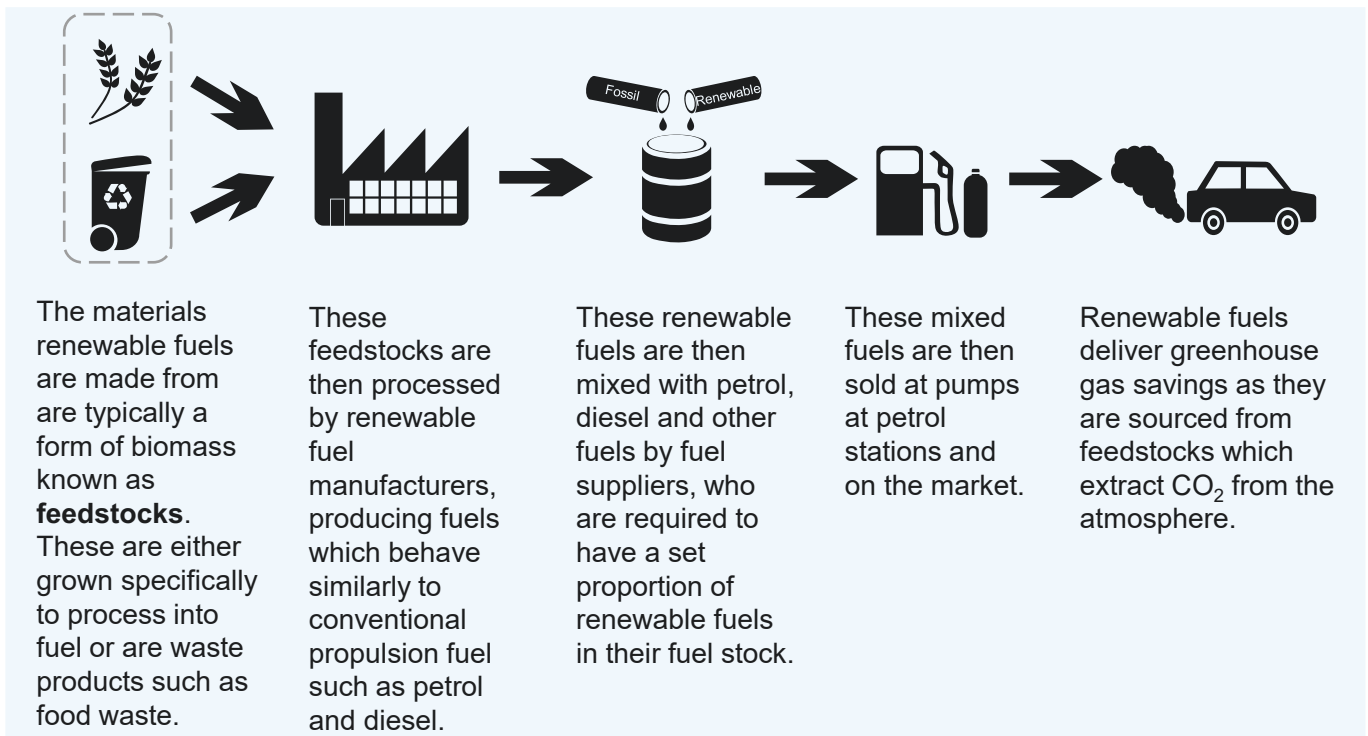 Fossil
Renewable
The materials
renewable fuels
are made from
are typically a
form of biomass
known as
feedstocks.
These are either
grown specifically
to process into
fuel or are waste
products such as
food waste.
These
feedstocks are
then processed
by renewable
fuel
manufacturers,
producing fuels
which behave
similarly to
conventional
propulsion fuel
such as petrol
and diesel.
These renewable
fuels are then
mixed with petrol,
diesel and other
fuels by fuel
suppliers, who
are required to
have a set
proportion of
renewable fuels
in their fuel stock.
These mixed
fuels are then
sold at pumps
at petrol
stations and
on the market.
Renewable fuels
deliver greenhouse
gas savings as they
are sourced from
feedstocks which
extract CO₂ from the
atmosphere.